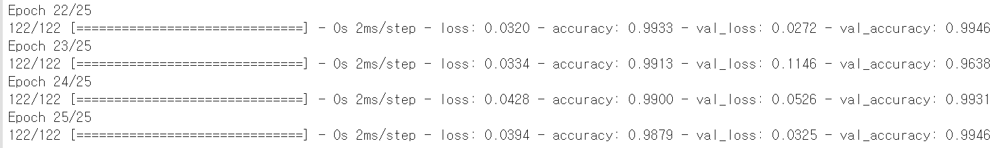 Epoch 22/25
122/122 [==============================] - 0s 2ms/step - loss: 0.0320 - accuracy: 0.9933 - val_loss: 0.0272 - val_accuracy: 0.9946
Epoch 23/25
122/122 [==============================] - 0s 2ms/step - loss: 0.0334 - accuracy: 0.9913 - val_loss: 0.1146 - val_accuracy: 0.9638
Epoch 24/25
122/122 [==============================] - 0s 2ms/step - loss: 0.0428 - accuracy: 0.9900 - val_loss: 0.0526 - val_accuracy: 0.9931
Epoch 25/25
122/122 [==============================] - 0s 2ms/step - loss: 0.0394 - accuracy: 0.9879 - val_loss: 0.0325 - val_accuracy: 0.9946